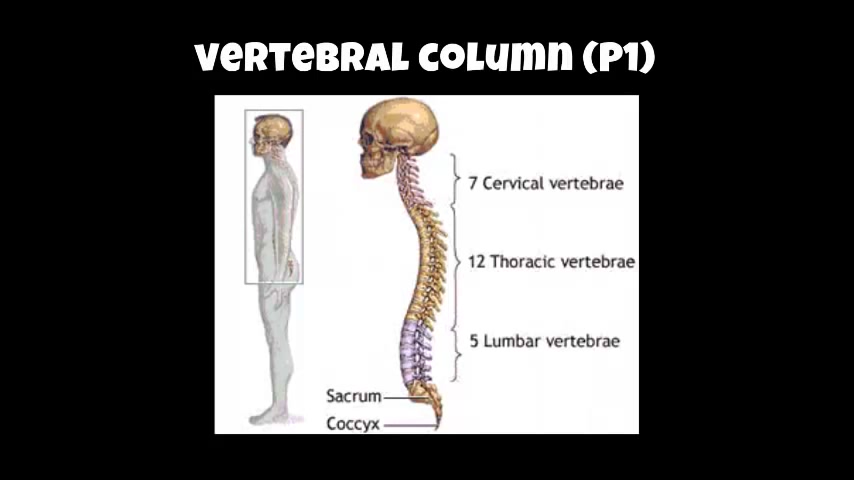 Vertebral Column (P1)
7 Cervical vertebrae
12 Thoracic vertebrae
5 Lumbar vertebrae
Sacrum
Coccyx